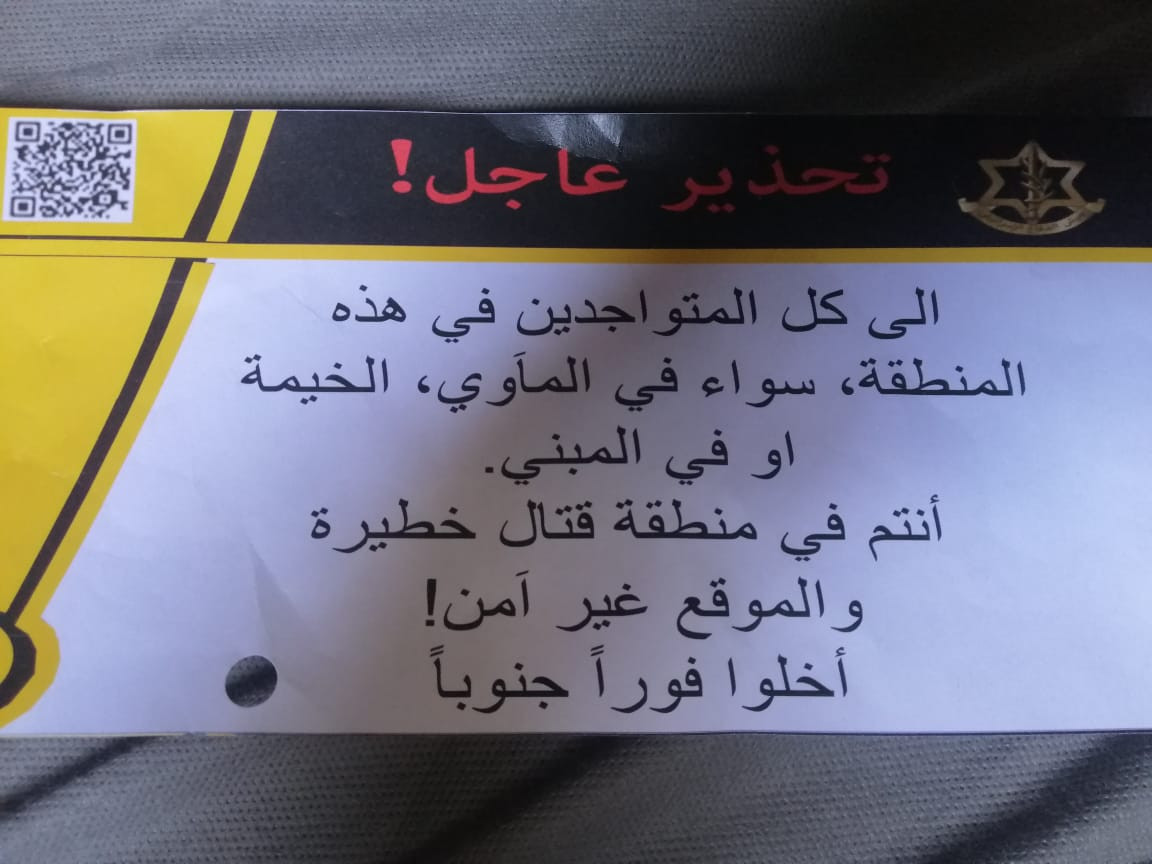 تحذير عاجل!
الى كل المتواجدين في هذه
المنطقة، سواء في المآوي، الخيمة
او في المبني.
أنتم في منطقة قتال خطيرة
والموقع غير آمن!
أخلوا فوراً جنوباً